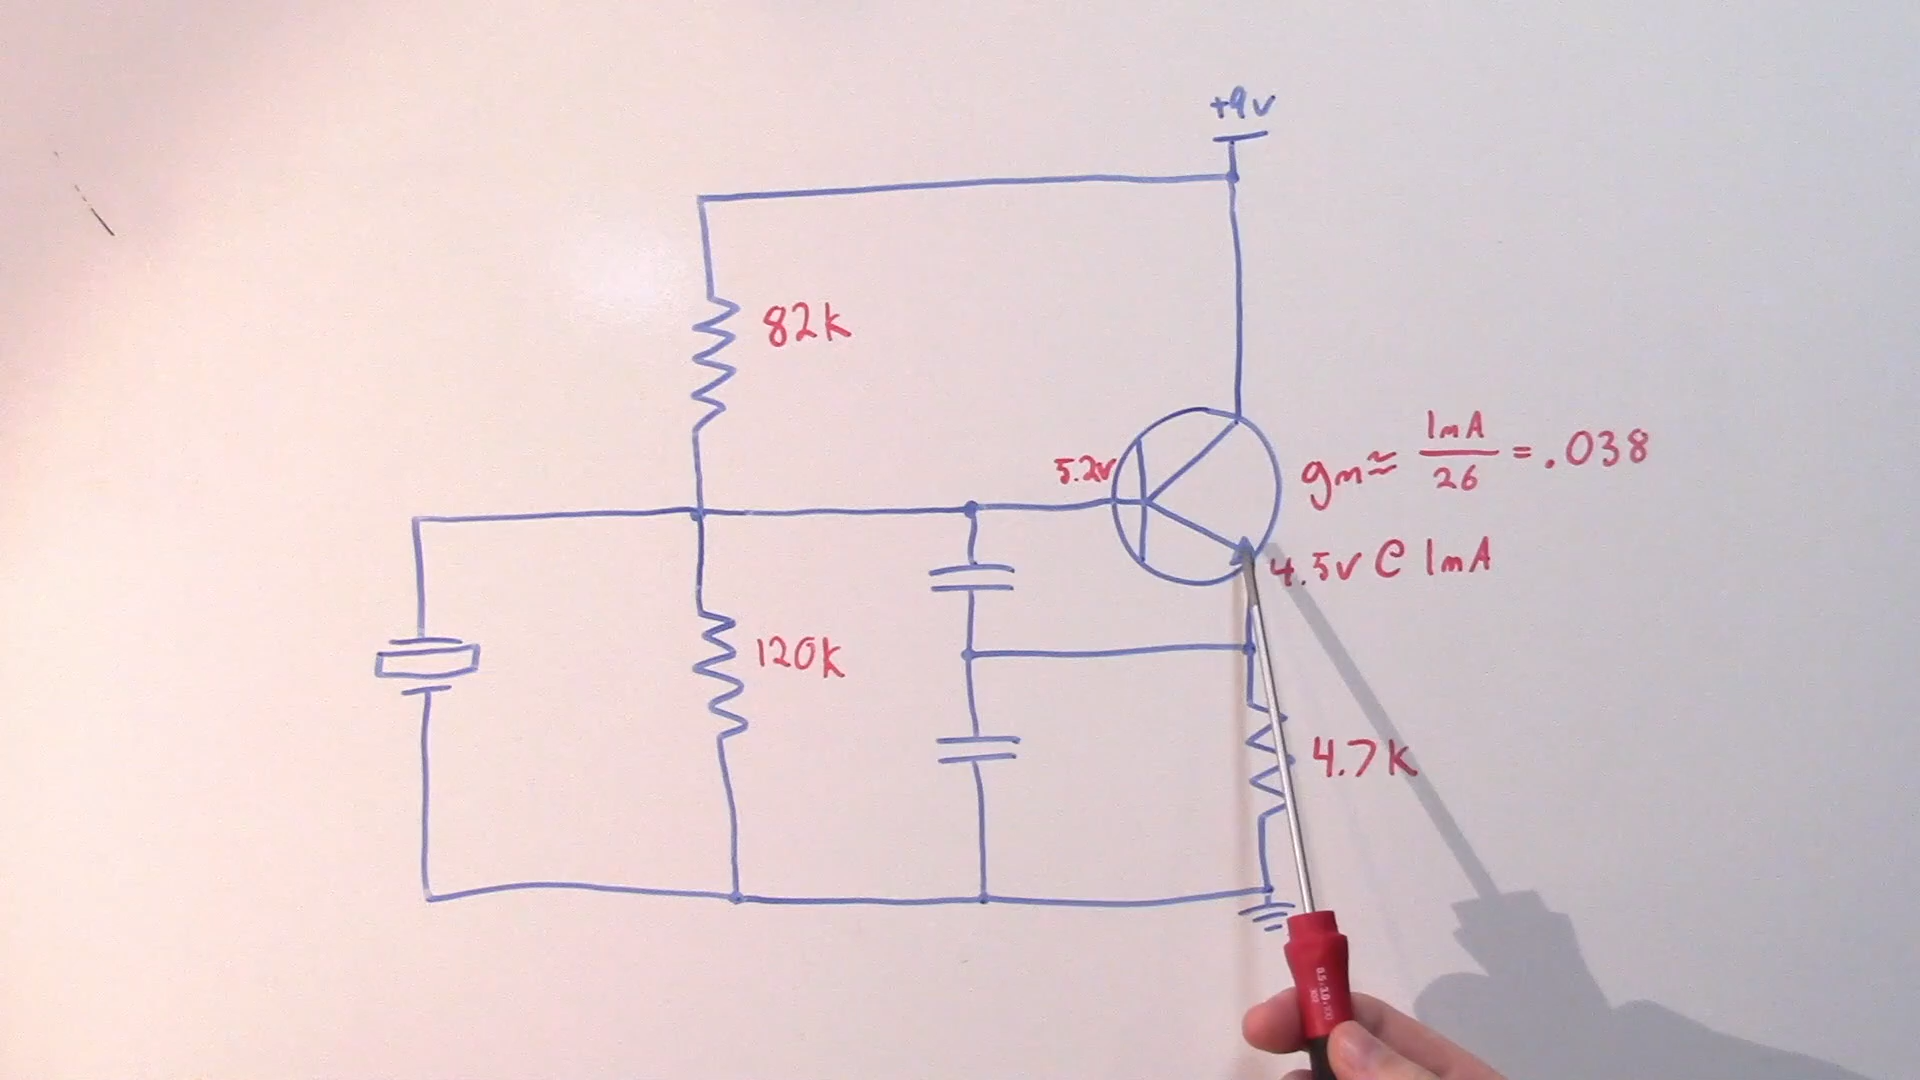 +9v
82k
5.2v
gm≈ 1mA/26 = .038
4.5v @ 1mA
120k
4.7k